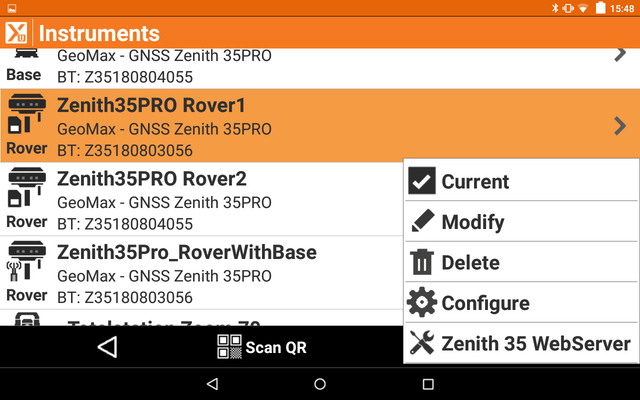 15:48
Instruments
GeoMax - GNSS Zenith 35PRO
Base
BT: Z35180804055
Zenith35PRO Rover1
GeoMax - GNSS Zenith 35PRO
Rover
BT: Z35180803056
Zenith35PRO Rover2
GeoMax - GNSS Zenith 35PRO
Rover
BT: Z35180804055
Zenith35Pro_RoverWithBase
GeoMax - GNSS Zenith 35PRO
Rover
BT: Z35180803056
Current
Modify
Delete
Configure
Zenith 35 WebServer
Scan QR